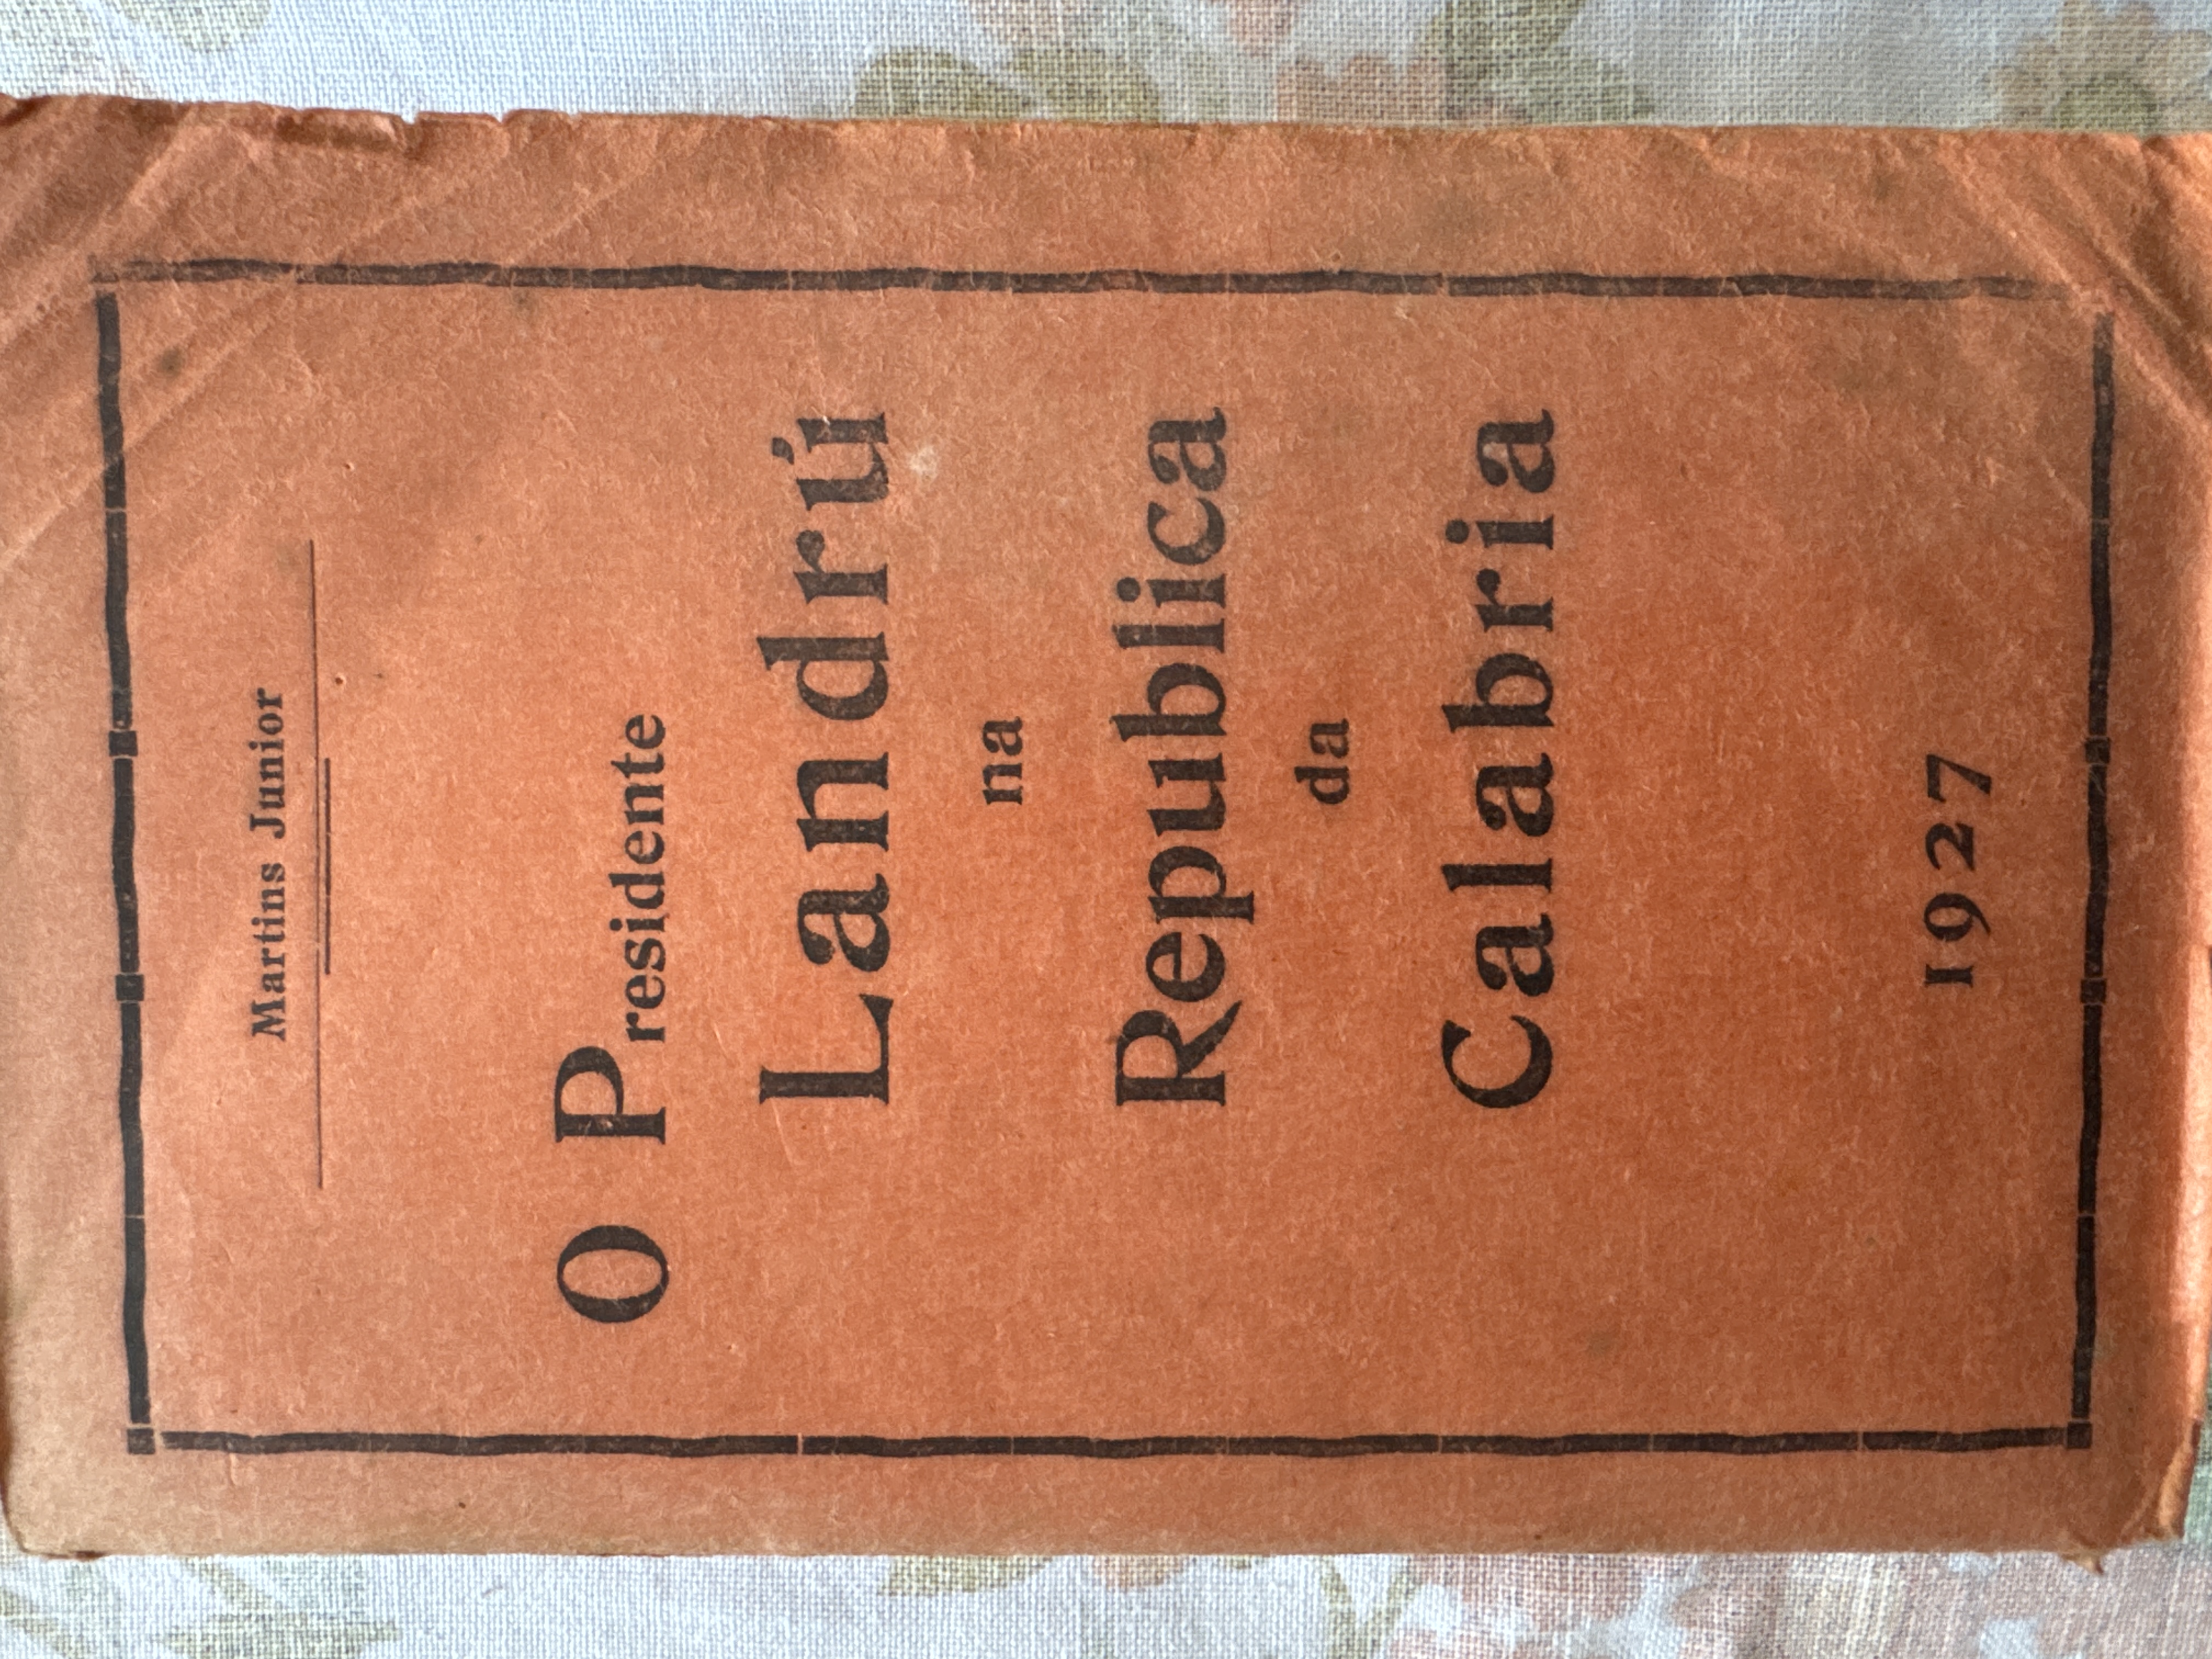 Martins Junior
O Presidente
Landrú
na
Republica
da
Calabria
1927